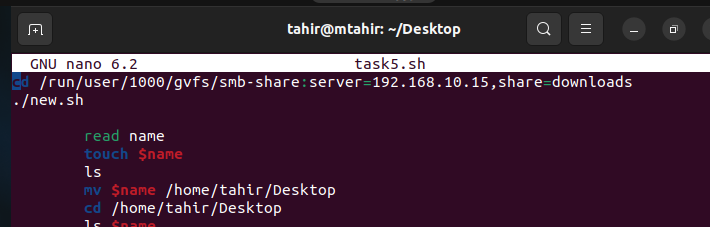 tahir@mtahir: ~/Desktop
GNU nano 6.2 task5.sh
cd /run/user/1000/gvfs/smb-share:server=192.168.10.15,share=downloads
./new.sh
read name
touch $name
ls
mv $name /home/tahir/Desktop
cd /home/tahir/Desktop
ls $name